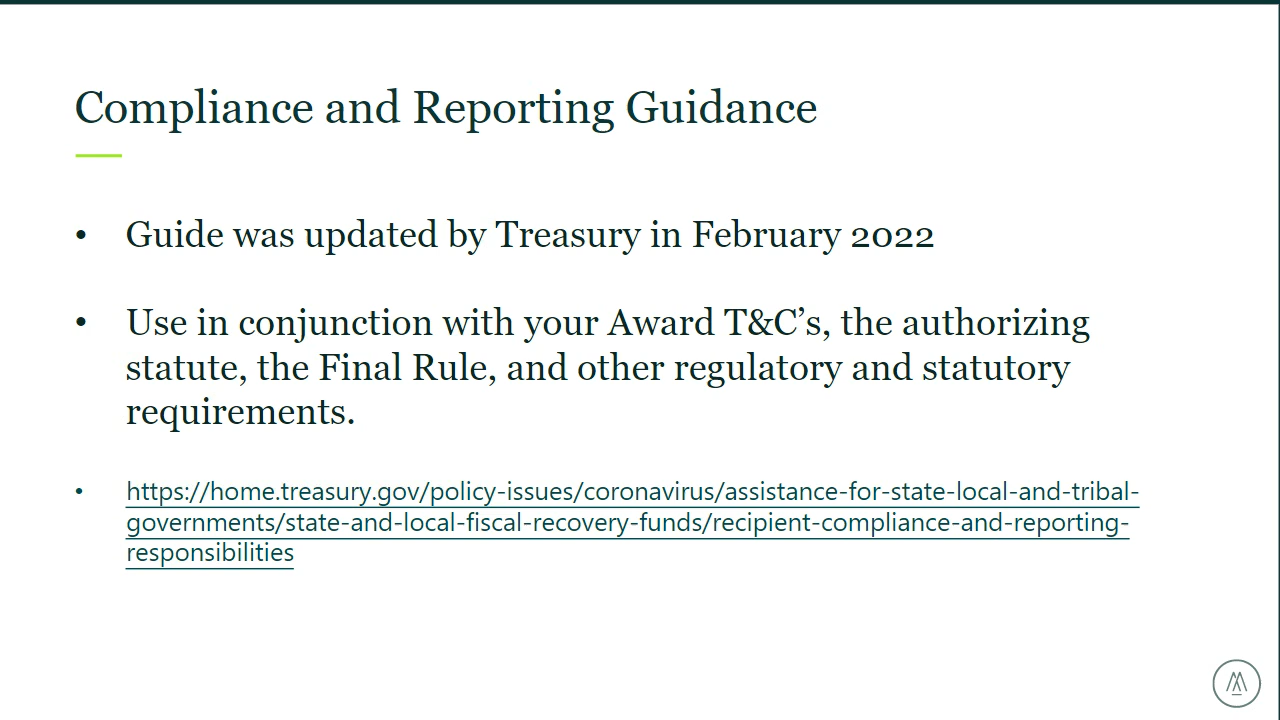 Compliance and Reporting Guidance
• Guide was updated by Treasury in February 2022
• Use in conjunction with your Award T&C’s, the authorizing
statute, the Final Rule, and other regulatory and statutory
requirements.
• https://home.treasury.gov/policy-issues/coronavirus/assistance-for-state-local-and-tribal-
governments/state-and-local-fiscal-recovery-funds/recipient-compliance-and-reporting-
responsibilities